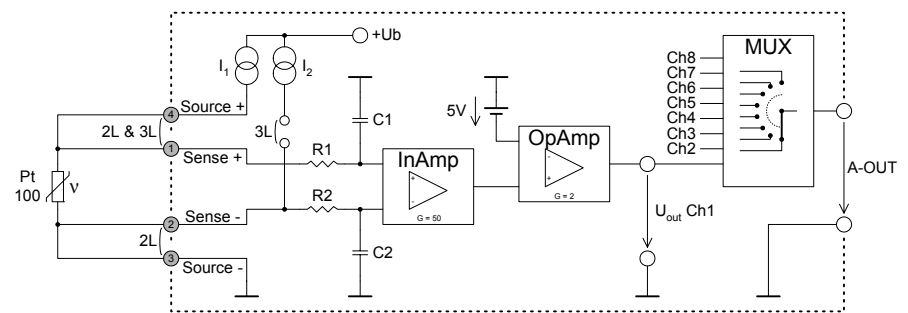 +Ub
I1
I2
MUX
Ch8
Ch7
Ch6
Ch5
Ch4
Ch3
Ch2
4
Source +
2L & 3L
3L
C1
5V
1
Sense +
R1
InAmp
+
-
G = 50
OpAmp
+
-
G = 2
A-OUT
Pt
100
ν
R2
2
Sense -
2L
3
Source -
C2
Uout Ch1